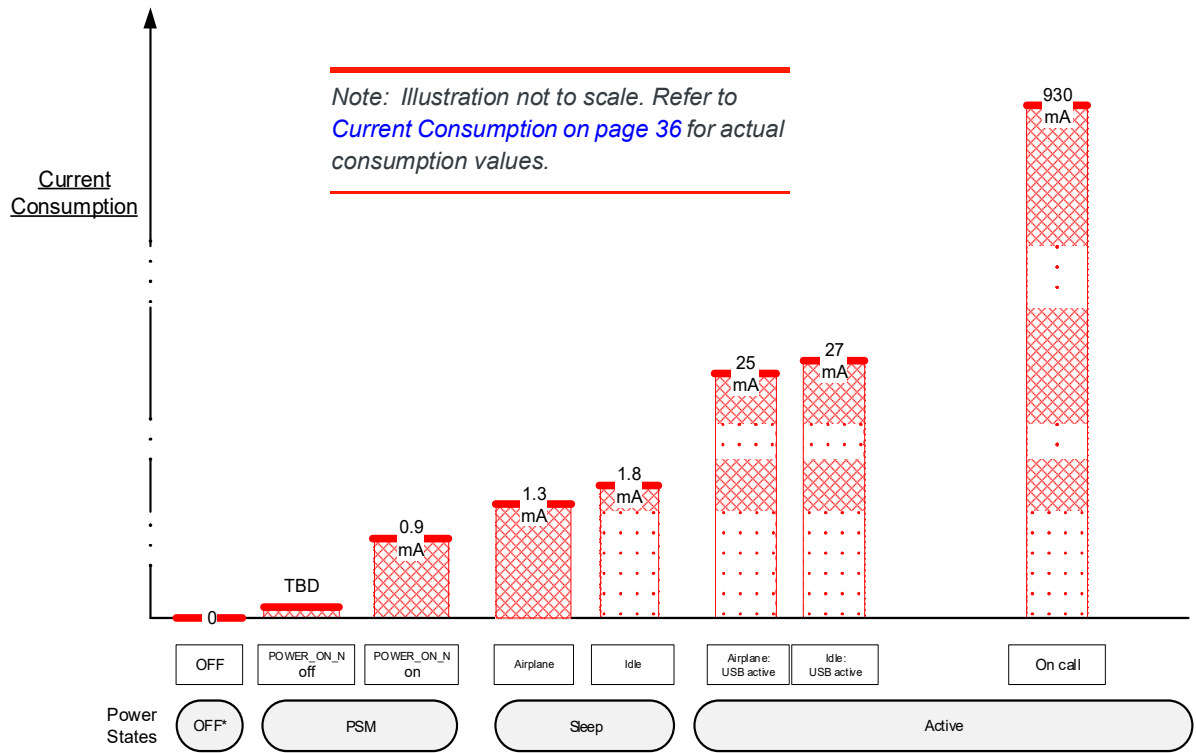 Note: Illustration not to scale. Refer to
Current Consumption on page 36 for actual
consumption values.
Current
Consumption
930
mA
25
mA
27
mA
1.3
mA
1.8
mA
0.9
mA
TBD
0
OFF
POWER_ON_N
off
POWER_ON_N
on
Airplane
Idle
Airplane:
USB active
Idle:
USB active
On call
Power
States
OFF*
PSM
Sleep
Active